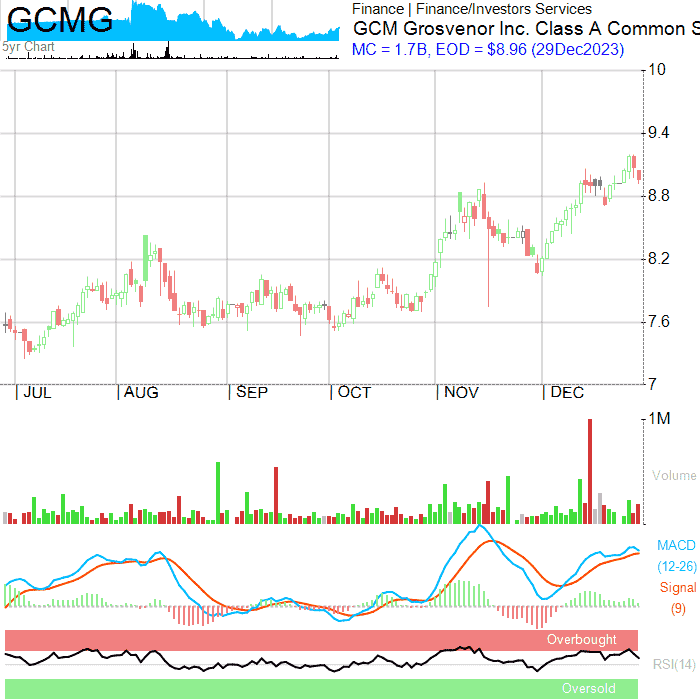 GCMG
5yr Chart
Finance | Finance/Investors Services
GCM Grosvenor Inc. Class A Common S
MC = 1.7B, EOD = $8.96 (29Dec2023)
10
9.4
8.8
8.2
7.6
7
JUL AUG SEP OCT NOV DEC
1M
Volume
MACD
(12-26)
Signal
(9)
Overbought
RSI(14)
Oversold